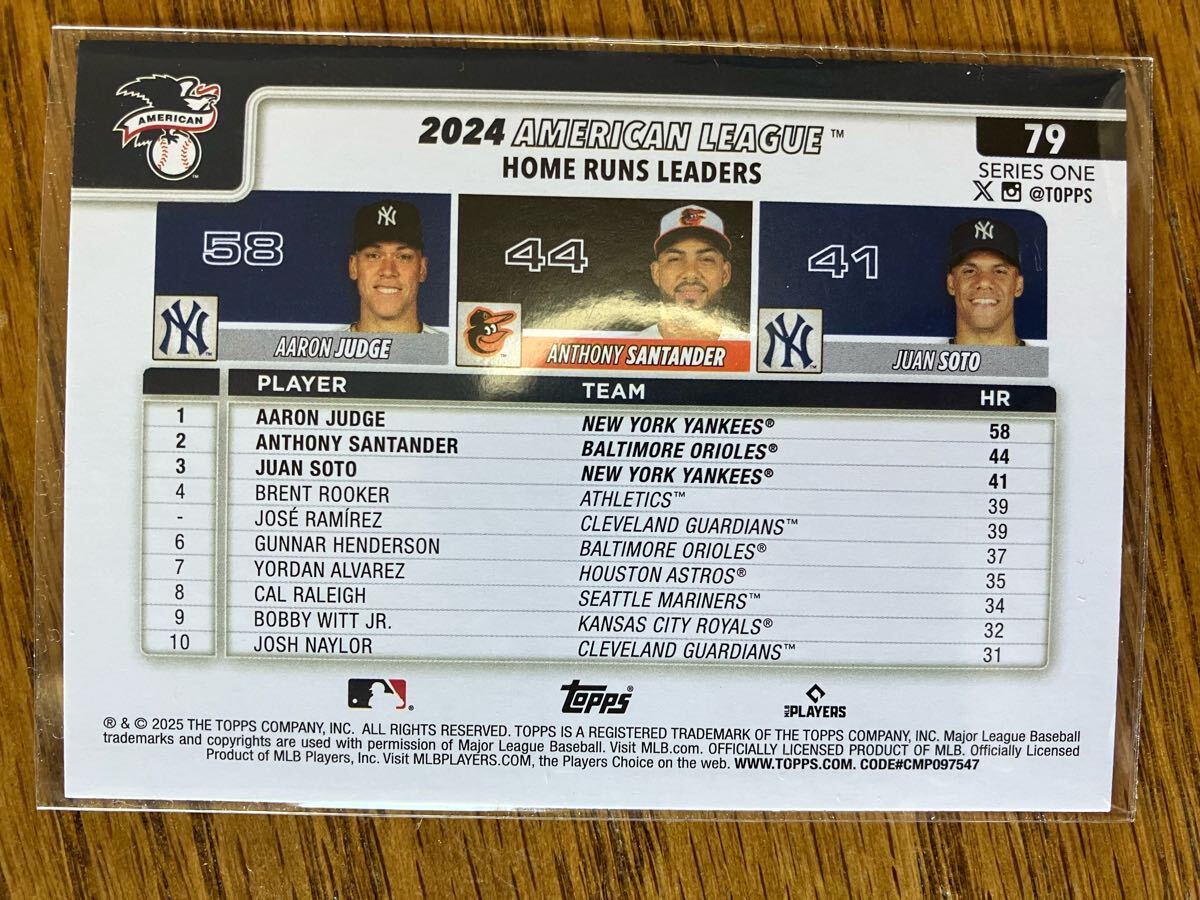 AMERICAN
2024 AMERICAN LEAGUE™
HOME RUNS LEADERS
79
SERIES ONE
@TOPPS
58
NY
AARON JUDGE
44
ANTHONY SANTANDER
41
NY
JUAN SOTO
PLAYER TEAM HR
1 AARON JUDGE NEW YORK YANKEES® 58
2 ANTHONY SANTANDER BALTIMORE ORIOLES® 44
3 JUAN SOTO NEW YORK YANKEES® 41
4 BRENT ROOKER ATHLETICS™ 39
- JOSÉ RAMÍREZ CLEVELAND GUARDIANS™ 39
6 GUNNAR HENDERSON BALTIMORE ORIOLES® 37
7 YORDAN ALVAREZ HOUSTON ASTROS® 35
8 CAL RALEIGH SEATTLE MARINERS™ 34
9 BOBBY WITT JR. KANSAS CITY ROYALS® 32
10 JOSH NAYLOR CLEVELAND GUARDIANS™ 31
topps® MLB PLAYERS
® & © 2025 THE TOPPS COMPANY, INC. ALL RIGHTS RESERVED. TOPPS IS A REGISTERED TRADEMARK OF THE TOPPS COMPANY, INC. Major League Baseball
trademarks and copyrights are used with permission of Major League Baseball. Visit MLB.com. OFFICIALLY LICENSED PRODUCT OF MLB. Officially Licensed
Product of MLB Players, Inc. Visit MLBPLAYERS.COM, the Players Choice on the web. WWW.TOPPS.COM. CODE#CMP097547